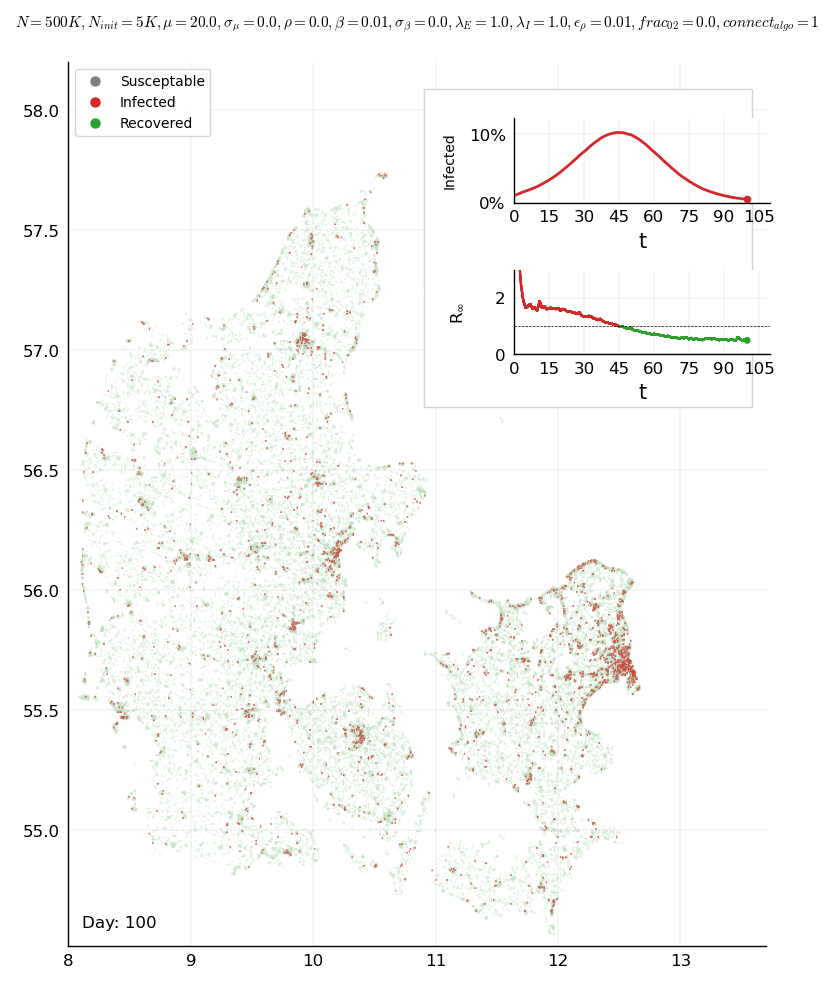 N = 500K, N_init = 5K, μ = 20.0, σ_μ = 0.0, ρ = 0.0, β = 0.01, σ_β = 0.0, λ_E = 1.0, λ_I = 1.0, ϵ_ρ = 0.01, frac_02 = 0.0, connect_algo = 1
Susceptable
Infected
Recovered
58.0
57.5
57.0
56.5
56.0
55.5
55.0
8 9 10 11 12 13
Day: 100
Infected
10%
0%
0 15 30 45 60 75 90 105
t
R∞
2
0
0 15 30 45 60 75 90 105
t